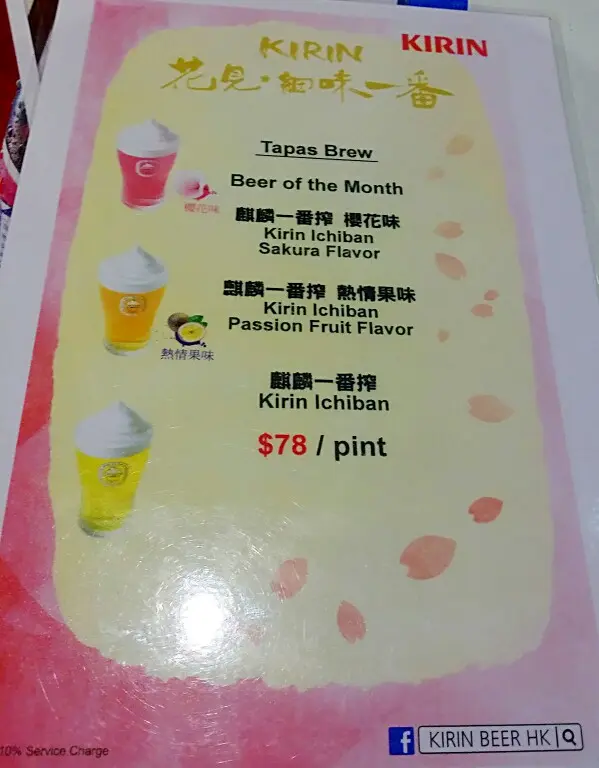 KIRIN
KIRIN
花見·細味一番
Tapas Brew
Beer of the Month
櫻花味
麒麟一番搾 櫻花味
Kirin Ichiban
Sakura Flavor
麒麟一番搾 熱情果味
Kirin Ichiban
Passion Fruit Flavor
熱情果味
麒麟一番搾
Kirin Ichiban
$78 / pint
10% Service Charge
f KIRIN BEER HK